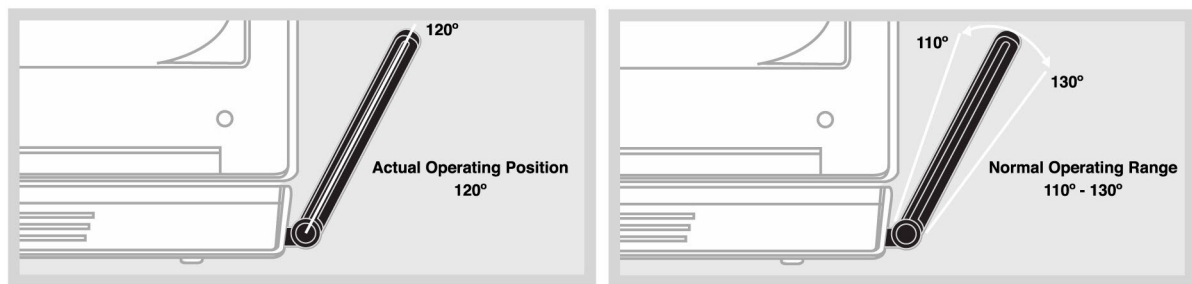 120º
Actual Operating Position
120º
110º
130º
Normal Operating Range
110º - 130º